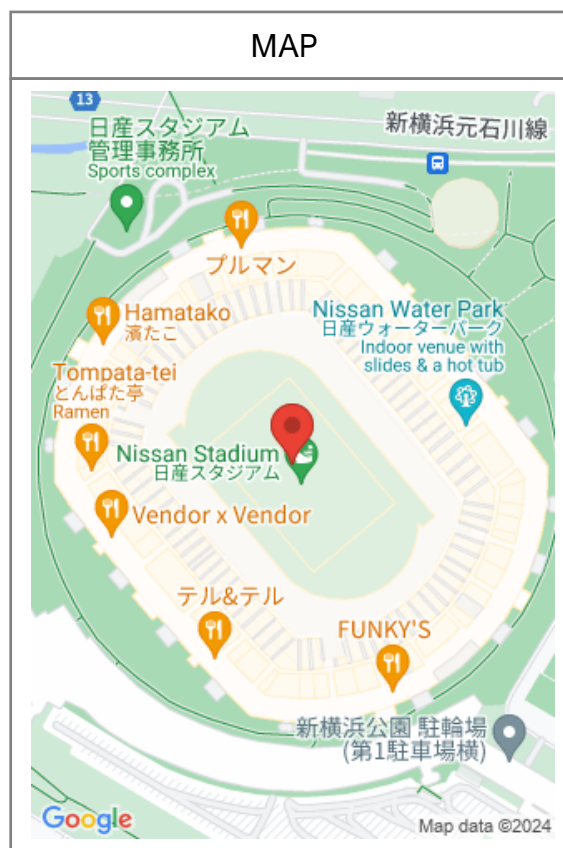 MAP
13
新横浜元石川線
日産スタジアム
管理事務所
Sports complex
プルマン
Hamatako
濱たこ
Nissan Water Park
日産ウォーターパーク
Indoor venue with
slides & a hot tub
Tompata-tei
とんぱた亭
Ramen
Nissan Stadium
日産スタジアム
Vendor x Vendor
テル&テル
FUNKY'S
新横浜公園 駐輪場
(第1駐車場横)
Google
Map data ©2024